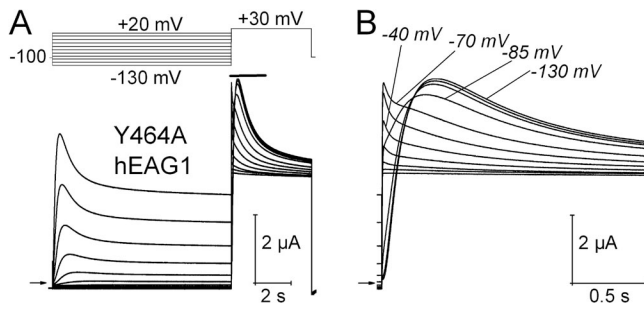 A
+20 mV
+30 mV
-100
-130 mV
Y464A
hEAG1
2 µA
2 s
B
-40 mV
-70 mV
-85 mV
-130 mV
2 µA
0.5 s